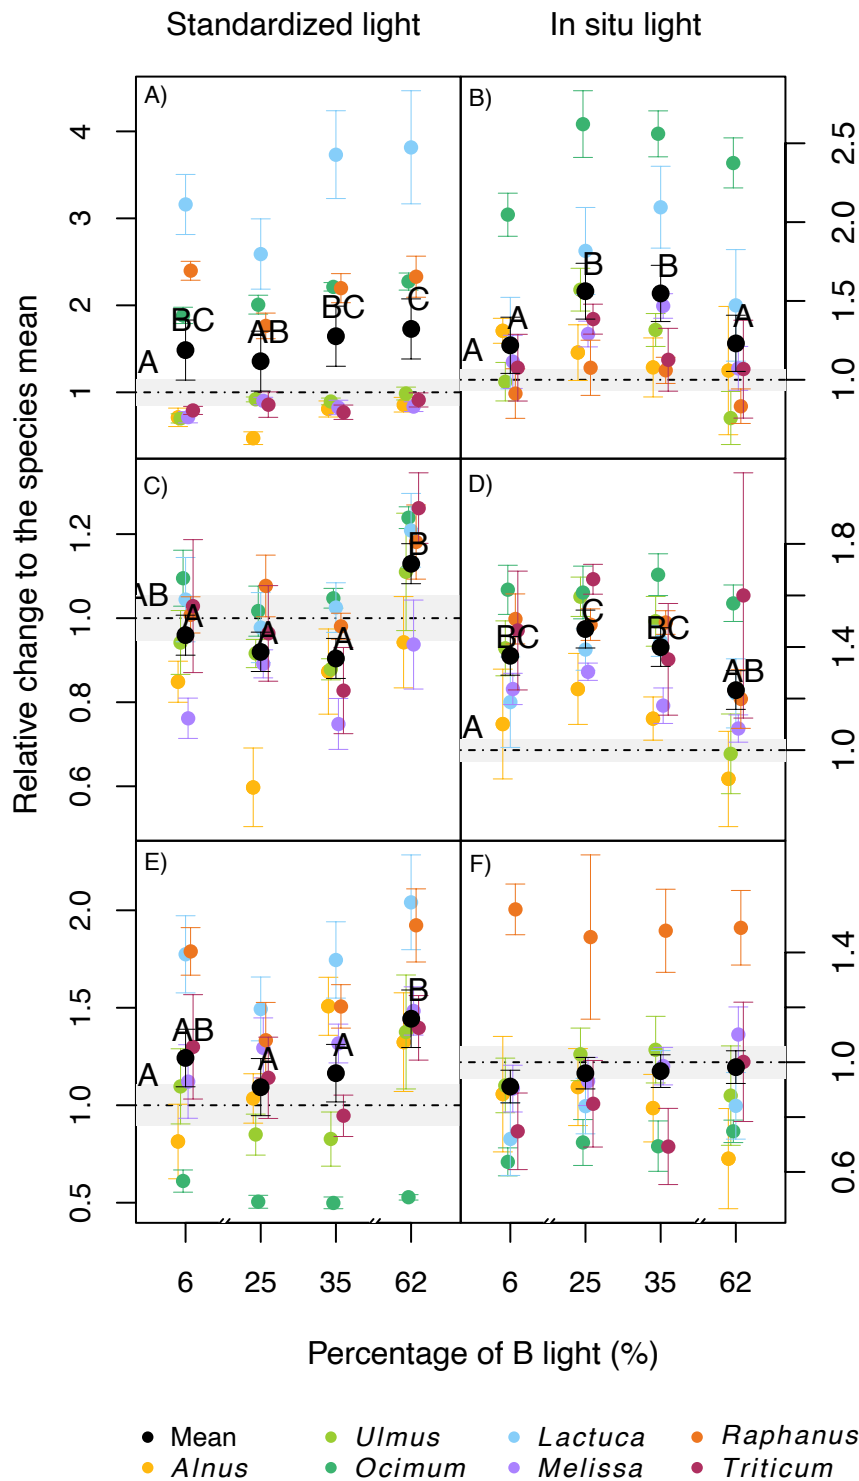 Standardized light In situ light
Relative change to the species mean
A) B)
4
3
2
1
2.5
2.0
1.5
1.0
A BC AB BC C
A A B B A
C) D)
1.2
1.0
0.8
0.6
1.8
1.4
1.0
AB A A A B
A BC C BC AB
E) F)
2.0
1.5
1.0
0.5
1.4
1.0
0.6
A AB A A B
6 25 35 62 6 25 35 62
Percentage of B light (%)
Mean Ulmus Lactuca Raphanus
Alnus Ocimum Melissa Triticum